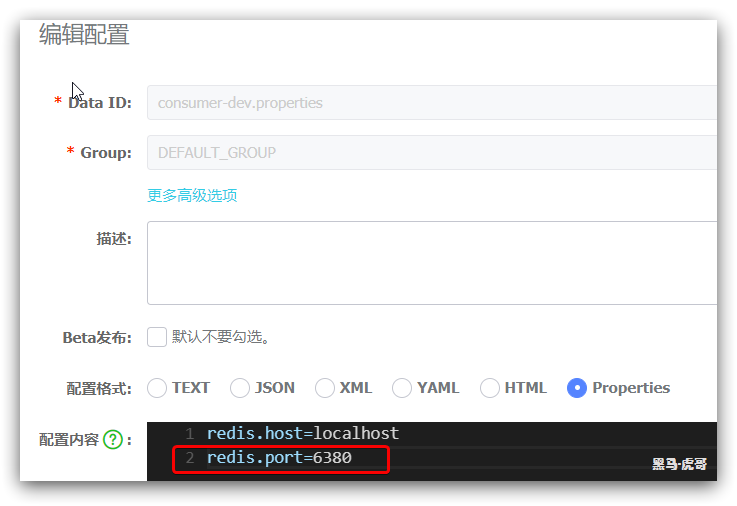 编辑配置
* Data ID: consumer-dev.properties
* Group: DEFAULT_GROUP
更多高级选项
描述:
Beta发布: 默认不要勾选。
配置格式: TEXT JSON XML YAML HTML Properties
配置内容 ? : 1 redis.host=localhost
2 redis.port=6380
黑马·虎哥